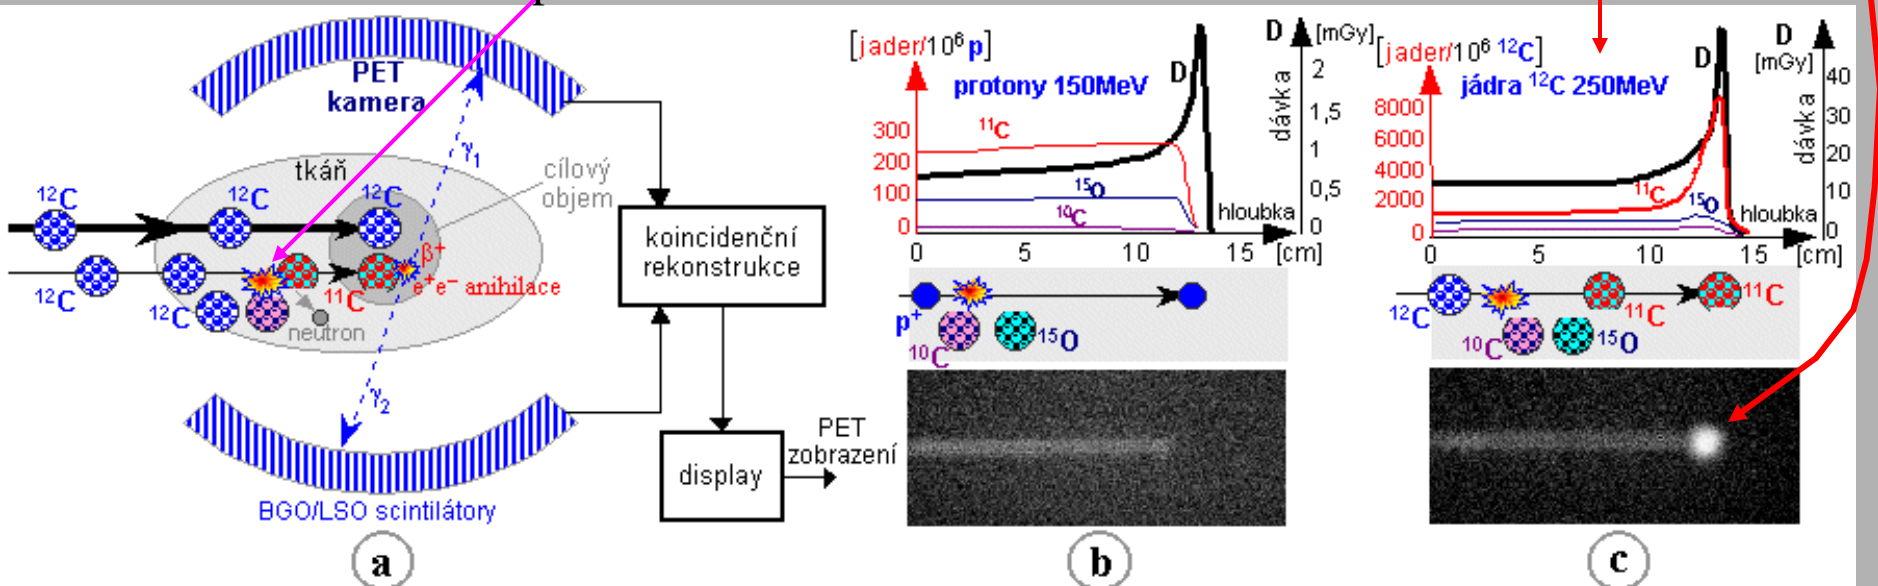 PET
kamera
γ1
tkáň
cílový
objem
12C
12C
12C
β+
e+e− anihilace
12C
12C
11C
neutron
γ2
BGO/LSO scintilátory
koincidenční
rekonstrukce
display
PET
zobrazení
a
[jader/10⁶ p]
protony 150MeV
D
D
[mGy]
dávka
2
1,5
1
0,5
0
300
200
100
0
11C
15O
10C
hloubka
0
5
10
15
[cm]
p+
10C
15O
b
[jader/10⁶ 12C]
jádra 12C 250MeV
D
D
[mGy]
dávka
40
30
20
10
0
8000
6000
4000
2000
0
11C
15O
hloubka
0
5
10
15
[cm]
12C
11C
11C
10C
15O
c